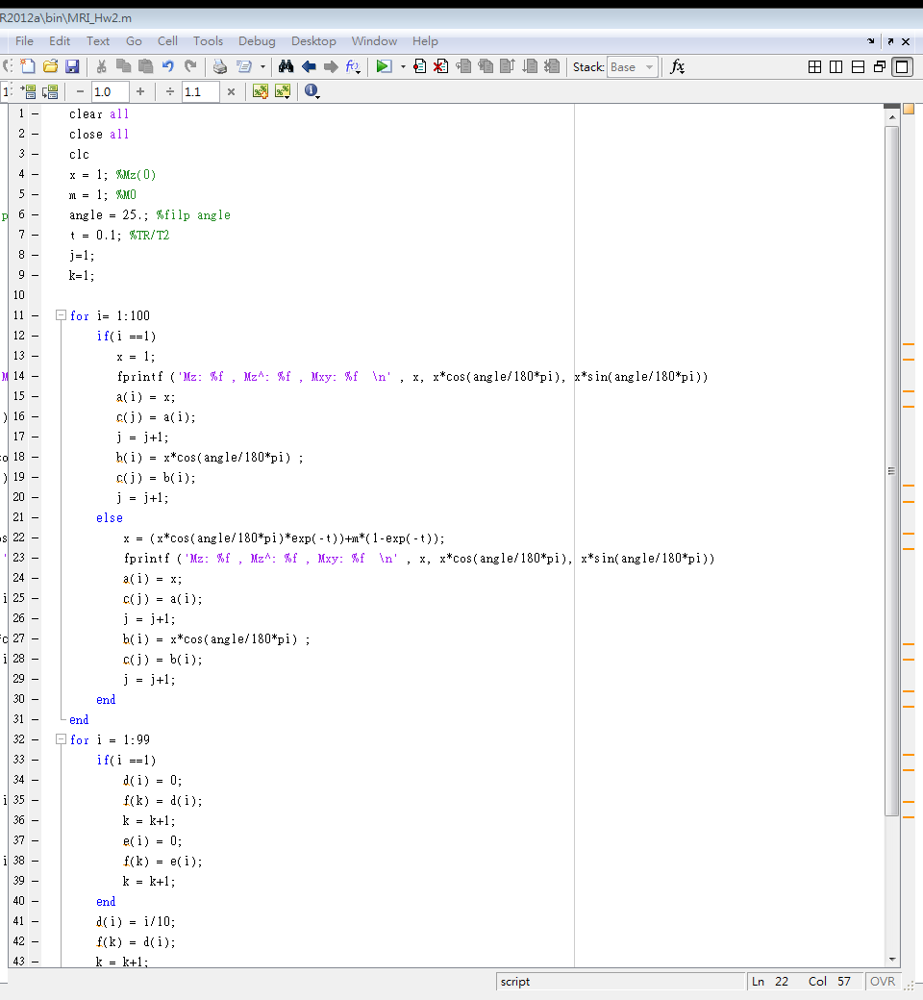 R2012a\bin\MRI_Hw2.m
File Edit Text Go Cell Tools Debug Desktop Window Help
Stack: Base fx
1.0 1.1
1 clear all
2 close all
3 clc
4 x = 1; %Mz(0)
5 m = 1; %M0
6 angle = 25.; %filp angle
7 t = 0.1; %TR/T2
8 j=1;
9 k=1;
10
11 for i= 1:100
12 if(i ==1)
13 x = 1;
14 fprintf ('Mz: %f , Mz^: %f , Mxy: %f  \n' , x, x*cos(angle/180*pi), x*sin(angle/180*pi))
15 a(i) = x;
16 c(j) = a(i);
17 j = j+1;
18 b(i) = x*cos(angle/180*pi) ;
19 c(j) = b(i);
20 j = j+1;
21 else
22 x = (x*cos(angle/180*pi)*exp(-t))+m*(1-exp(-t));
23 fprintf ('Mz: %f , Mz^: %f , Mxy: %f  \n' , x, x*cos(angle/180*pi), x*sin(angle/180*pi))
24 a(i) = x;
25 c(j) = a(i);
26 j = j+1;
27 b(i) = x*cos(angle/180*pi) ;
28 c(j) = b(i);
29 j = j+1;
30 end
31 end
32 for i = 1:99
33 if(i ==1)
34 d(i) = 0;
35 f(k) = d(i);
36 k = k+1;
37 e(i) = 0;
38 f(k) = e(i);
39 k = k+1;
40 end
41 d(i) = i/10;
42 f(k) = d(i);
43 k = k+1;
script Ln 22 Col 57 OVR